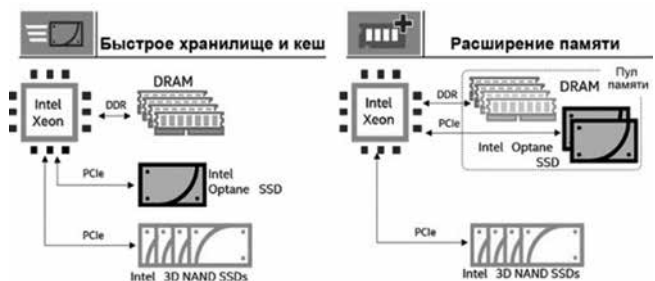 Быстрое хранилище и кеш
Intel
Xeon
DDR
DRAM
PCIe
Intel
Optane SSD
PCIe
Intel 3D NAND SSDs
Расширение памяти
Intel
Xeon
DDR
DRAM
Пул
памяти
PCIe
Intel Optane
SSD
PCIe
Intel 3D NAND SSDs